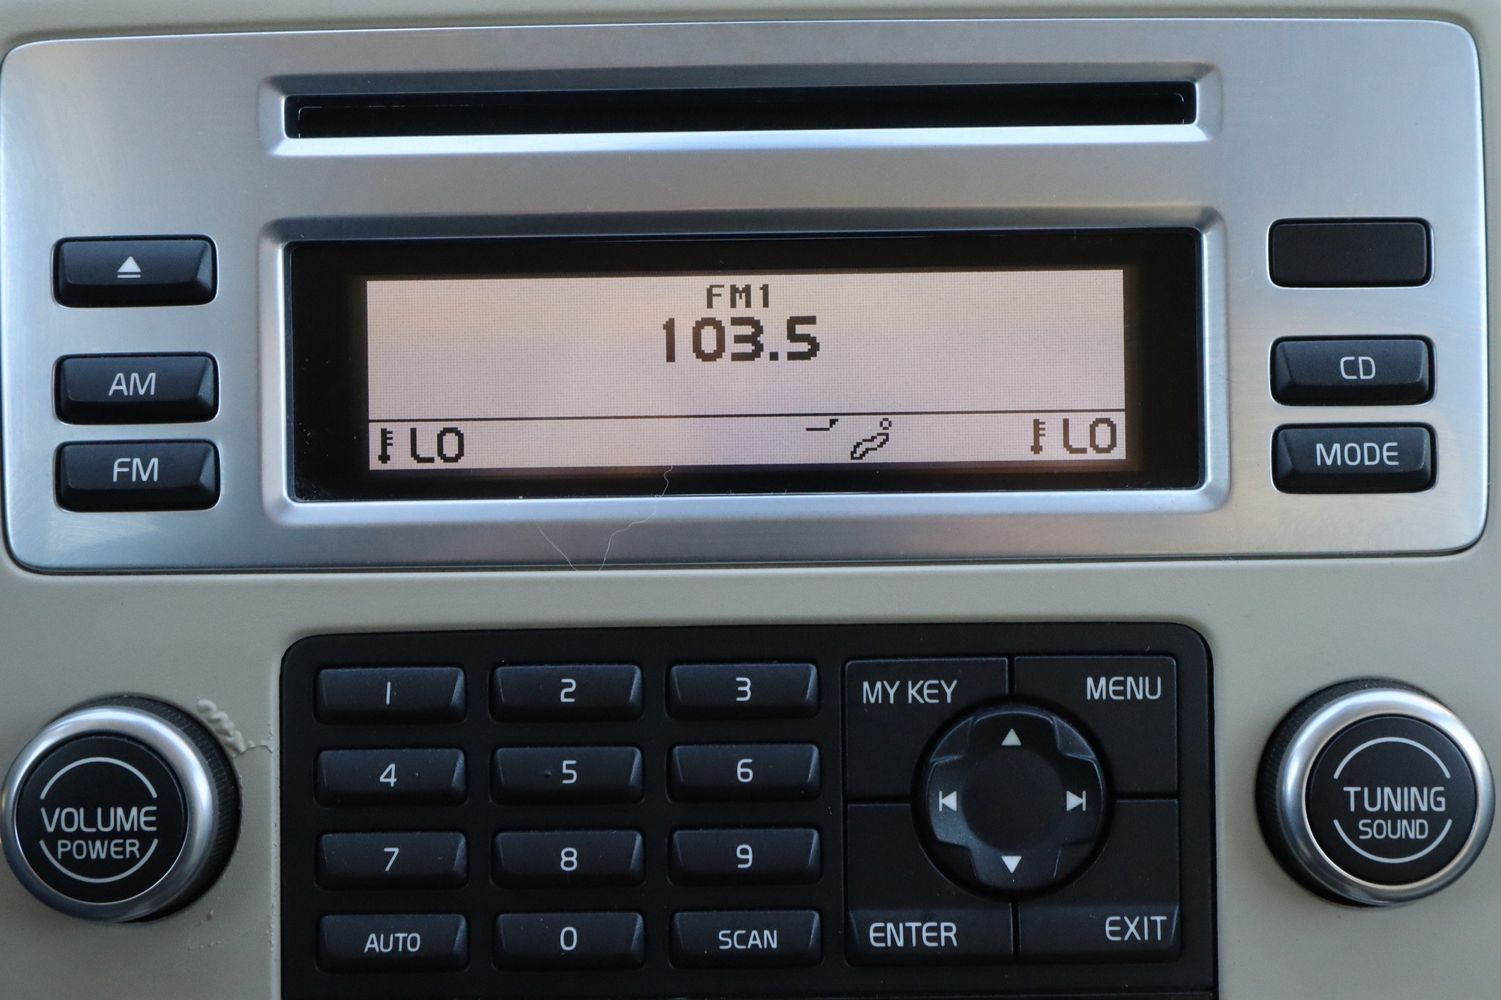 FM1
103.5
LO LO
AM
FM
CD
MODE
1 2 3
4 5 6
7 8 9
AUTO 0 SCAN
MY KEY MENU
ENTER EXIT
VOLUME
POWER
TUNING
SOUND